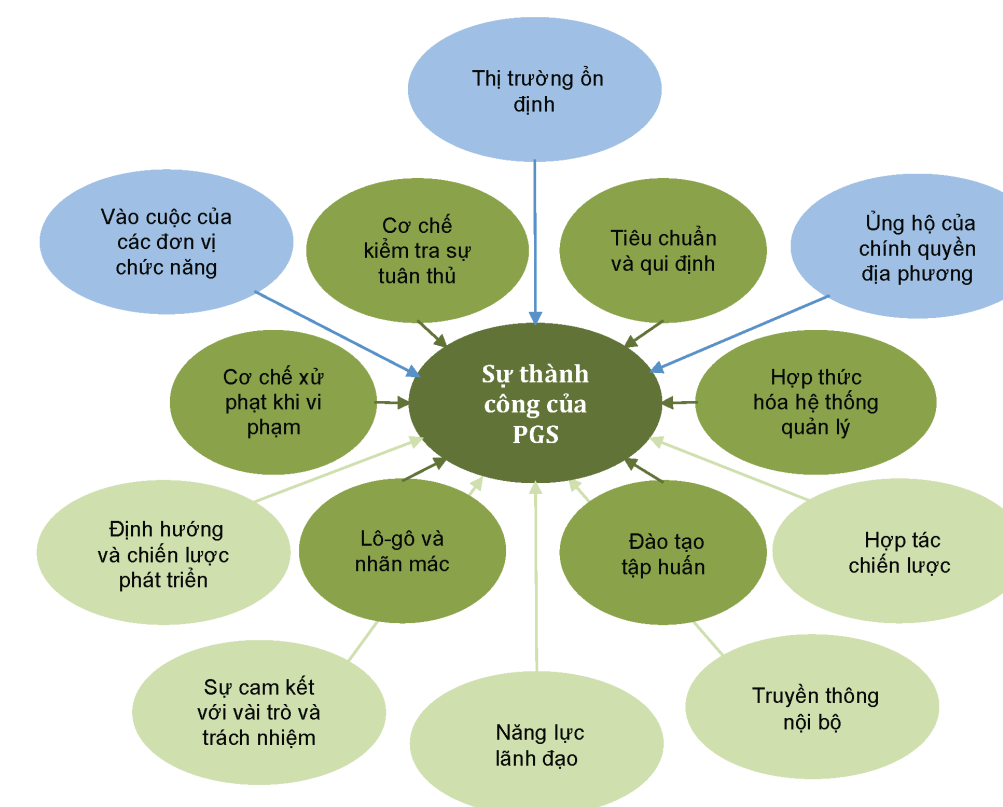 Thị trường ổn
định
Vào cuộc của
các đơn vị
chức năng
Cơ chế
kiểm tra sự
tuân thủ
Tiêu chuẩn
và qui định
Ủng hộ của
chính quyền
địa phương
Cơ chế xử
phạt khi vi
phạm
Sự thành
công của
PGS
Hợp thức
hóa hệ thống
quản lý
Định hướng
và chiến lược
phát triển
Lô-gô và
nhãn mác
Đào tạo
tập huấn
Hợp tác
chiến lược
Sự cam kết
với vài trò và
trách nhiệm
Năng lực
lãnh đạo
Truyền thông
nội bộ